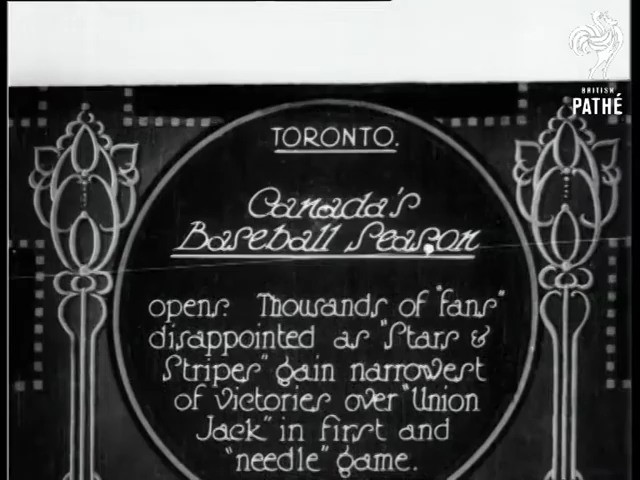 BRITISH
PATHÉ
TORONTO.
Canada's
Baseball Season
opens. Thousands of "fans"
disappointed as "Stars &
Stripes" gain narrowest
of victories over "Union
Jack" in first and
"needle" game.